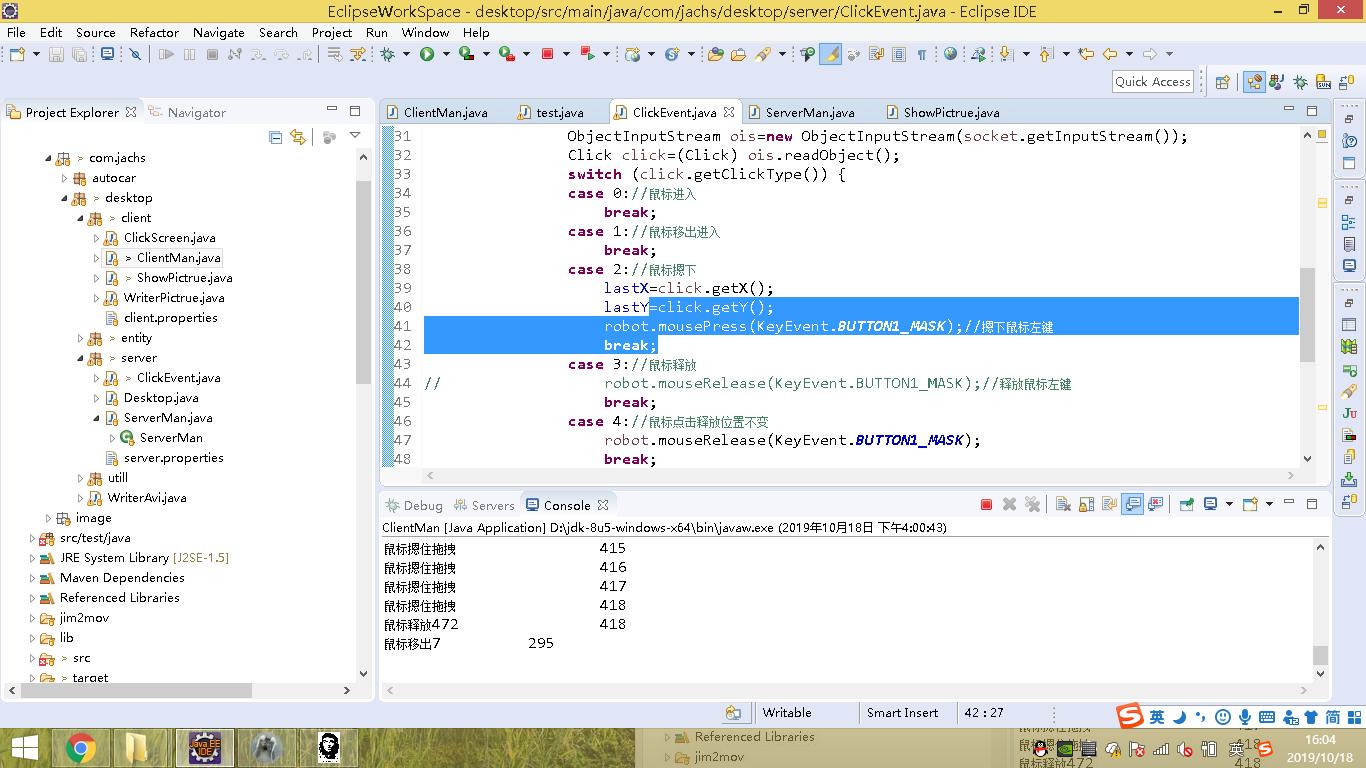 EclipseWorkSpace - desktop/src/main/java/com/jachs/desktop/server/ClickEvent.java - Eclipse IDE
File Edit Source Refactor Navigate Search Project Run Window Help
Quick Access
Project Explorer Navigator
com.jachs
autocar
> desktop
> client
ClickScreen.java
> ClientMan.java
> ShowPictrue.java
WriterPictrue.java
client.properties
> entity
> server
> ClickEvent.java
Desktop.java
ServerMan.java
ServerMan
server.properties
utill
WriterAvi.java
image
src/test/java
JRE System Library [J2SE-1.5]
Maven Dependencies
Referenced Libraries
jim2mov
lib
> src
> target
ClientMan.java test.java ClickEvent.java ServerMan.java ShowPictrue.java
31 ObjectInputStream ois=new ObjectInputStream(socket.getInputStream());
32 Click click=(Click) ois.readObject();
33 switch (click.getClickType()) {
34 case 0://鼠标进入
35 break;
36 case 1://鼠标移出进入
37 break;
38 case 2://鼠标摁下
39 lastX=click.getX();
40 lastY=click.getY();
41 robot.mousePress(KeyEvent.BUTTON1_MASK);//摁下鼠标左键
42 break;
43 case 3://鼠标释放
44 // robot.mouseRelease(KeyEvent.BUTTON1_MASK);//释放鼠标左键
45 break;
46 case 4://鼠标点击释放位置不变
47 robot.mouseRelease(KeyEvent.BUTTON1_MASK);
48 break;
Debug Servers Console
ClientMan [Java Application] D:\jdk-8u5-windows-x64\bin\javaw.exe (2019年10月18日 下午4:00:43)
鼠标摁住拖拽 415
鼠标摁住拖拽 416
鼠标摁住拖拽 417
鼠标摁住拖拽 418
鼠标释放472 418
鼠标移出7 295
Writable Smart Insert 42 : 27
英 简
Java EE
IDE
Referenced Libraries
jim2mov
鼠标释放472 418
英
16:04
2019/10/18